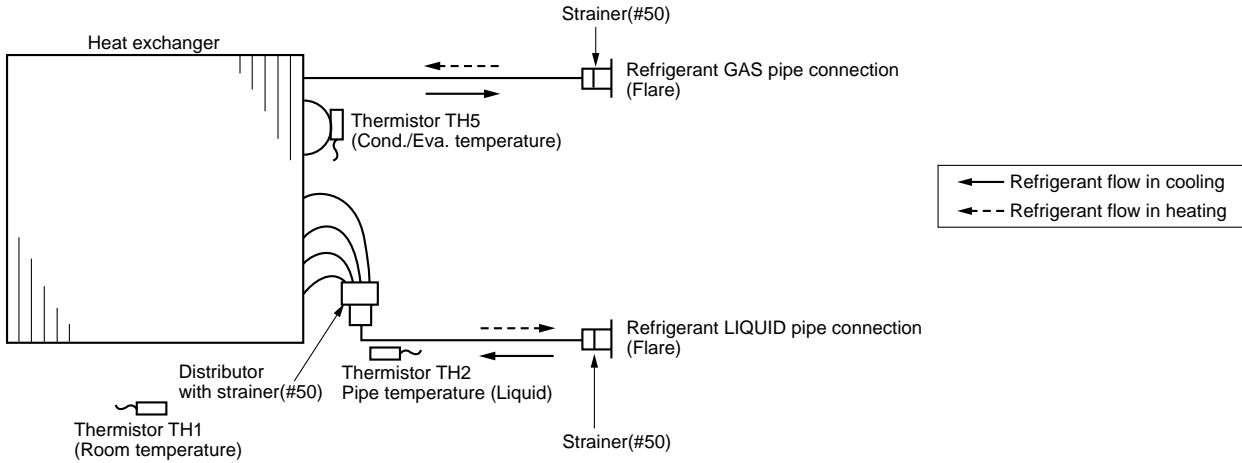 Strainer(#50)
Heat exchanger
Refrigerant GAS pipe connection
(Flare)
Thermistor TH5
(Cond./Eva. temperature)
Refrigerant flow in cooling
Refrigerant flow in heating
Refrigerant LIQUID pipe connection
(Flare)
Distributor
with strainer(#50)
Thermistor TH2
Pipe temperature (Liquid)
Thermistor TH1
(Room temperature)
Strainer(#50)